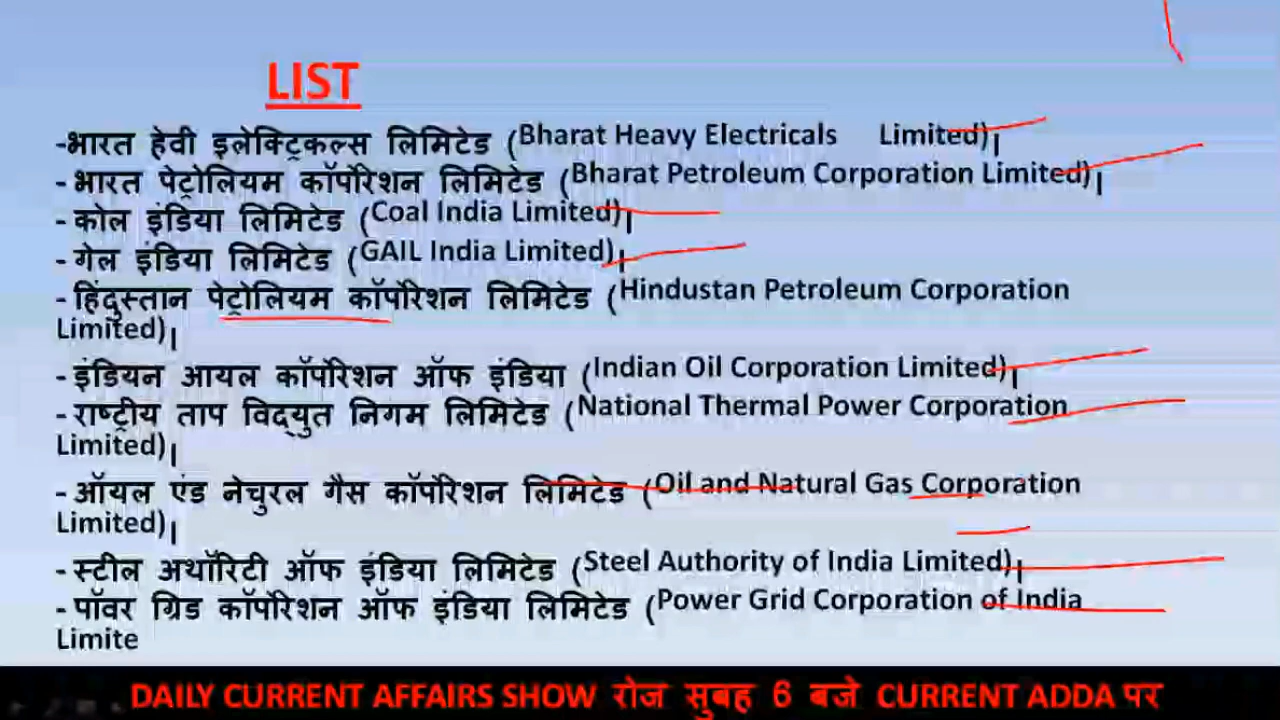 LIST
-भारत हेवी इलेक्ट्रिकल्स लिमिटेड (Bharat Heavy Electricals Limited)।
- भारत पेट्रोलियम कॉर्पोरेशन लिमिटेड (Bharat Petroleum Corporation Limited)।
- कोल इंडिया लिमिटेड (Coal India Limited)।
- गेल इंडिया लिमिटेड (GAIL India Limited)।
- हिंदुस्तान पेट्रोलियम कॉर्पोरेशन लिमिटेड (Hindustan Petroleum Corporation
Limited)।
- इंडियन आयल कॉर्पोरेशन ऑफ इंडिया (Indian Oil Corporation Limited)।
- राष्ट्रीय ताप विद्युत निगम लिमिटेड (National Thermal Power Corporation
Limited)।
- ऑयल एंड नेचुरल गैस कॉर्पोरेशन लिमिटेड (Oil and Natural Gas Corporation
Limited)।
- स्टील अथॉरिटी ऑफ इंडिया लिमिटेड (Steel Authority of India Limited)।
- पॉवर ग्रिड कॉर्पोरेशन ऑफ इंडिया लिमिटेड (Power Grid Corporation of India
Limite
DAILY CURRENT AFFAIRS SHOW रोज सुबह 6 बजे CURRENT ADDA पर